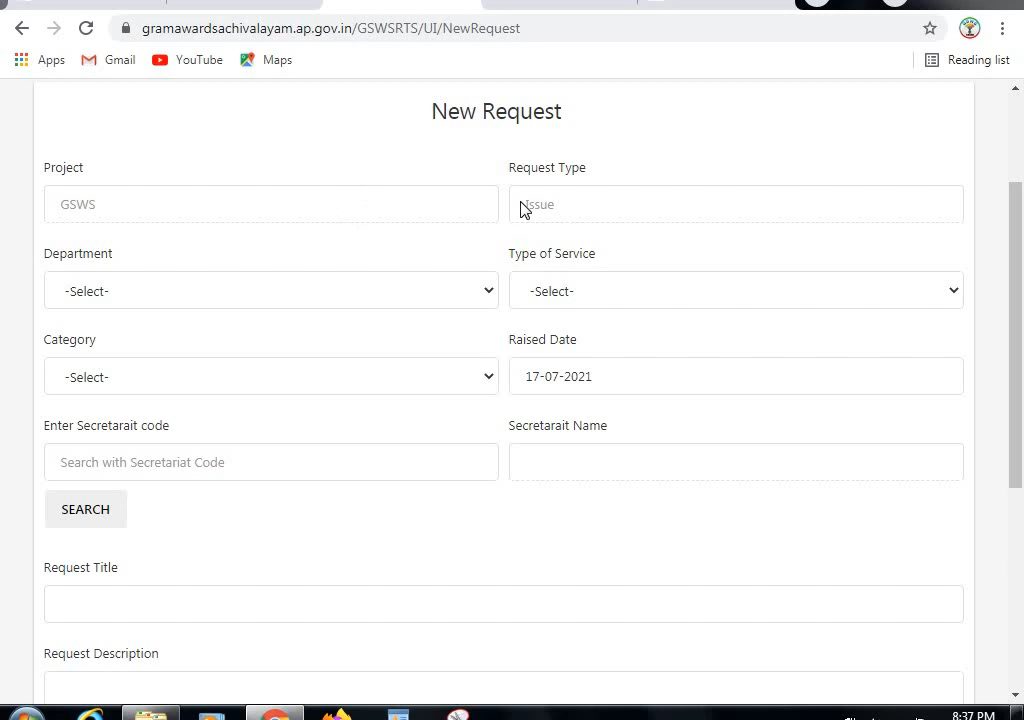 gramawardsachivalayam.ap.gov.in/GSWSRTS/UI/NewRequest
Apps Gmail YouTube Maps Reading list
New Request
Project Request Type
GSWS Issue
Department Type of Service
-Select- -Select-
Category Raised Date
-Select- 17-07-2021
Enter Secretarait code Secretarait Name
Search with Secretariat Code
SEARCH
Request Title
Request Description
8:37 PM